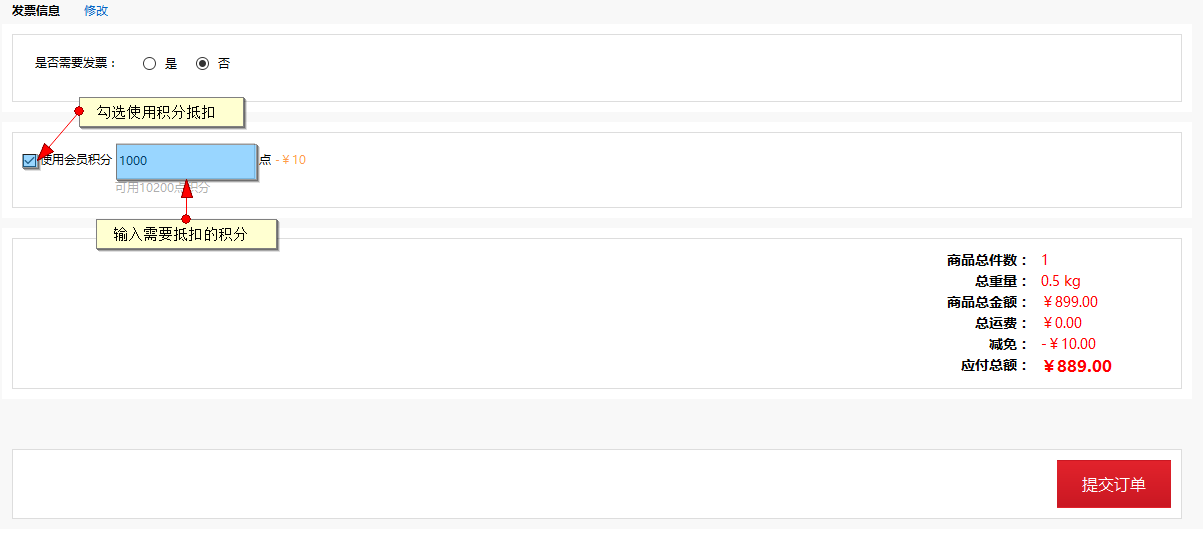 发票信息 修改
是否需要发票： 是 否
勾选使用积分抵扣
使用会员积分 1000 点 -￥10
可用10200点积分
输入需要抵扣的积分
商品总件数： 1
总重量： 0.5 kg
商品总金额： ￥899.00
总运费： ￥0.00
减免： -￥10.00
应付总额： ￥889.00
提交订单